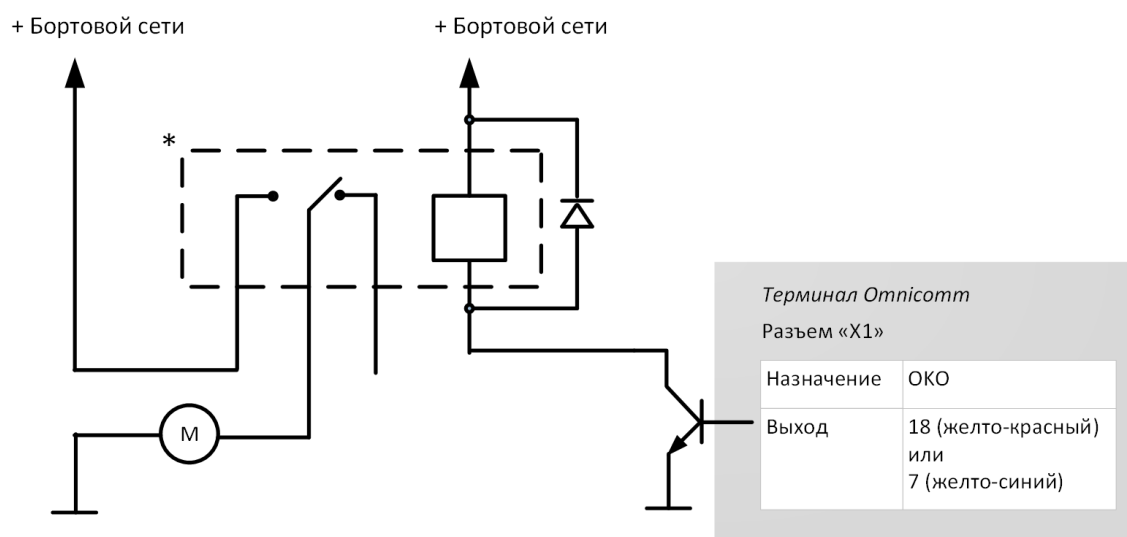 + Бортовой сети
+ Бортовой сети
*
Терминал Omnicomm
Разъем «X1»
Назначение ОКО
Выход 18 (желто-красный)
или
7 (желто-синий)
М